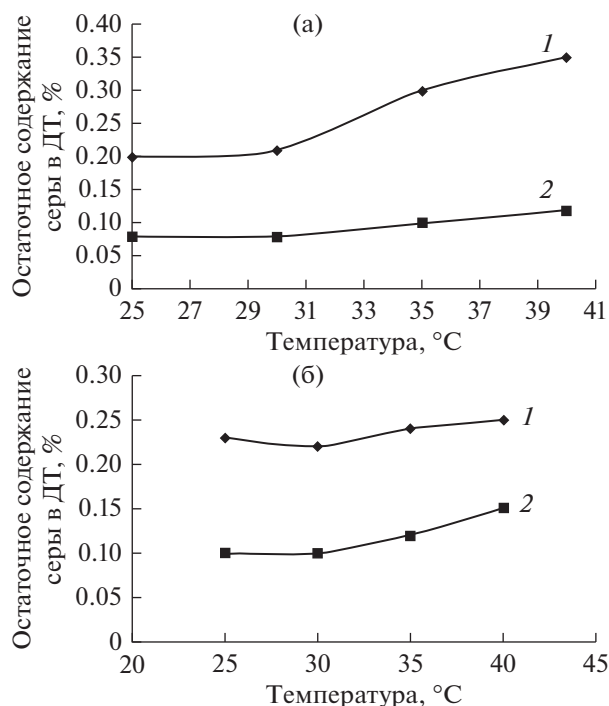 (а)
Остаточное содержание
серы в ДТ, %
0.40
0.35
0.30
0.25
0.20
0.15
0.10
0.05
0
1
2
25 27 29 31 33 35 37 39 41
Температура, °C
(б)
Остаточное содержание
серы в ДТ, %
0.30
0.25
0.20
0.15
0.10
0.05
0
1
2
20 25 30 35 40 45
Температура, °C